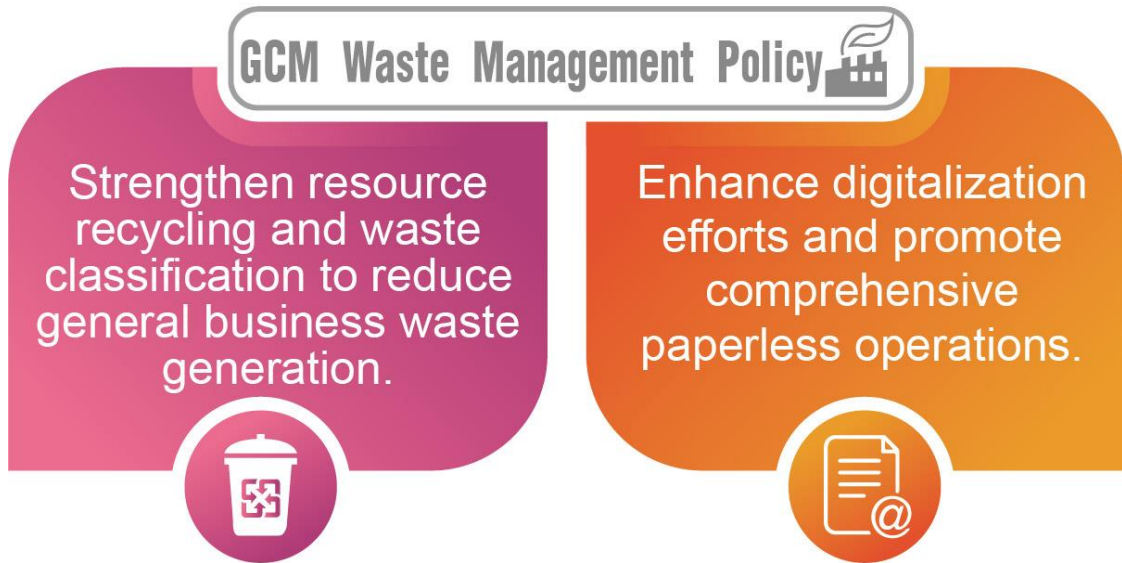 GCM Waste Management Policy
Strengthen resource
recycling and waste
classification to reduce
general business waste
generation.
Enhance digitalization
efforts and promote
comprehensive
paperless operations.
@